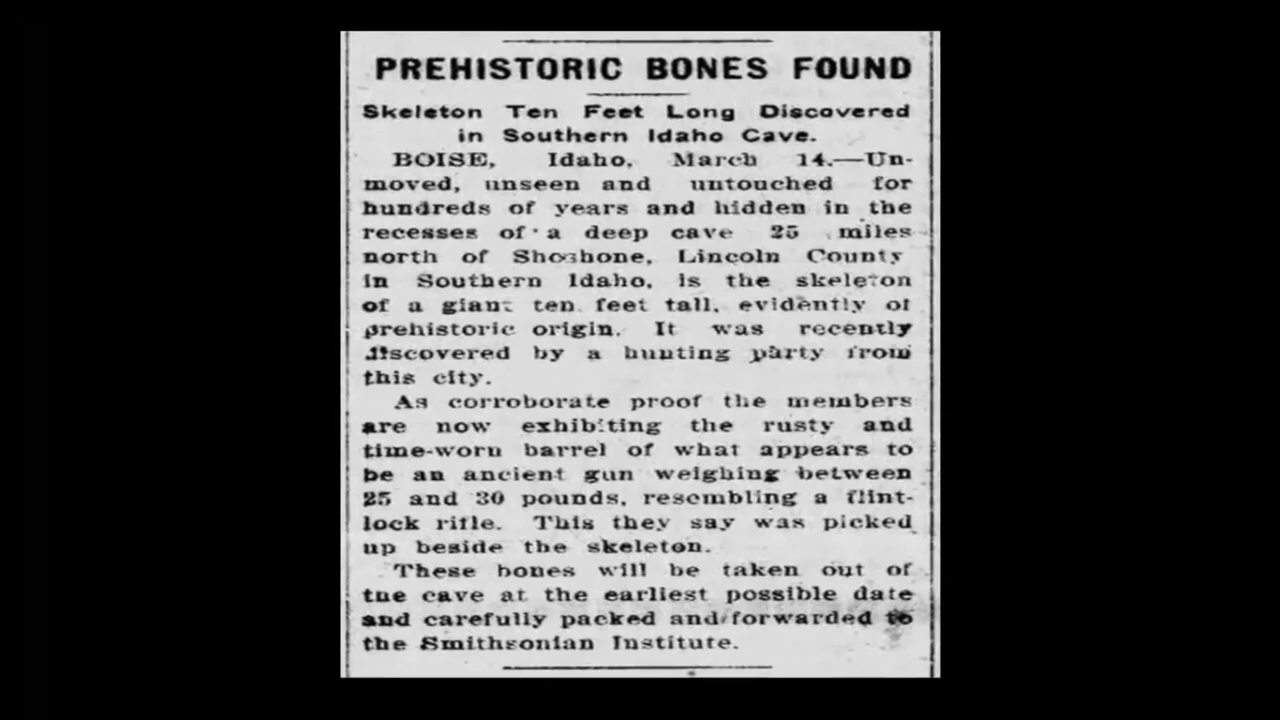 PREHISTORIC BONES FOUND
Skeleton Ten Feet Long Discovered
in Southern Idaho Cave.
BOISE, Idaho, March 14.—Un-
moved, unseen and untouched for
hundreds of years and hidden in the
recesses of a deep cave 25 miles
north of Shoshone, Lincoln County
in Southern Idaho, is the skeleton
of a giant ten feet tall, evidently of
prehistoric origin. It was recently
discovered by a hunting party from
this city.
As corroborate proof the members
are now exhibiting the rusty and
time-worn barrel of what appears to
be an ancient gun weighing between
25 and 30 pounds, resembling a flint-
lock rifle. This they say was picked
up beside the skeleton.
These bones will be taken out of
the cave at the earliest possible date
and carefully packed and forwarded to
the Smithsonian Institute.